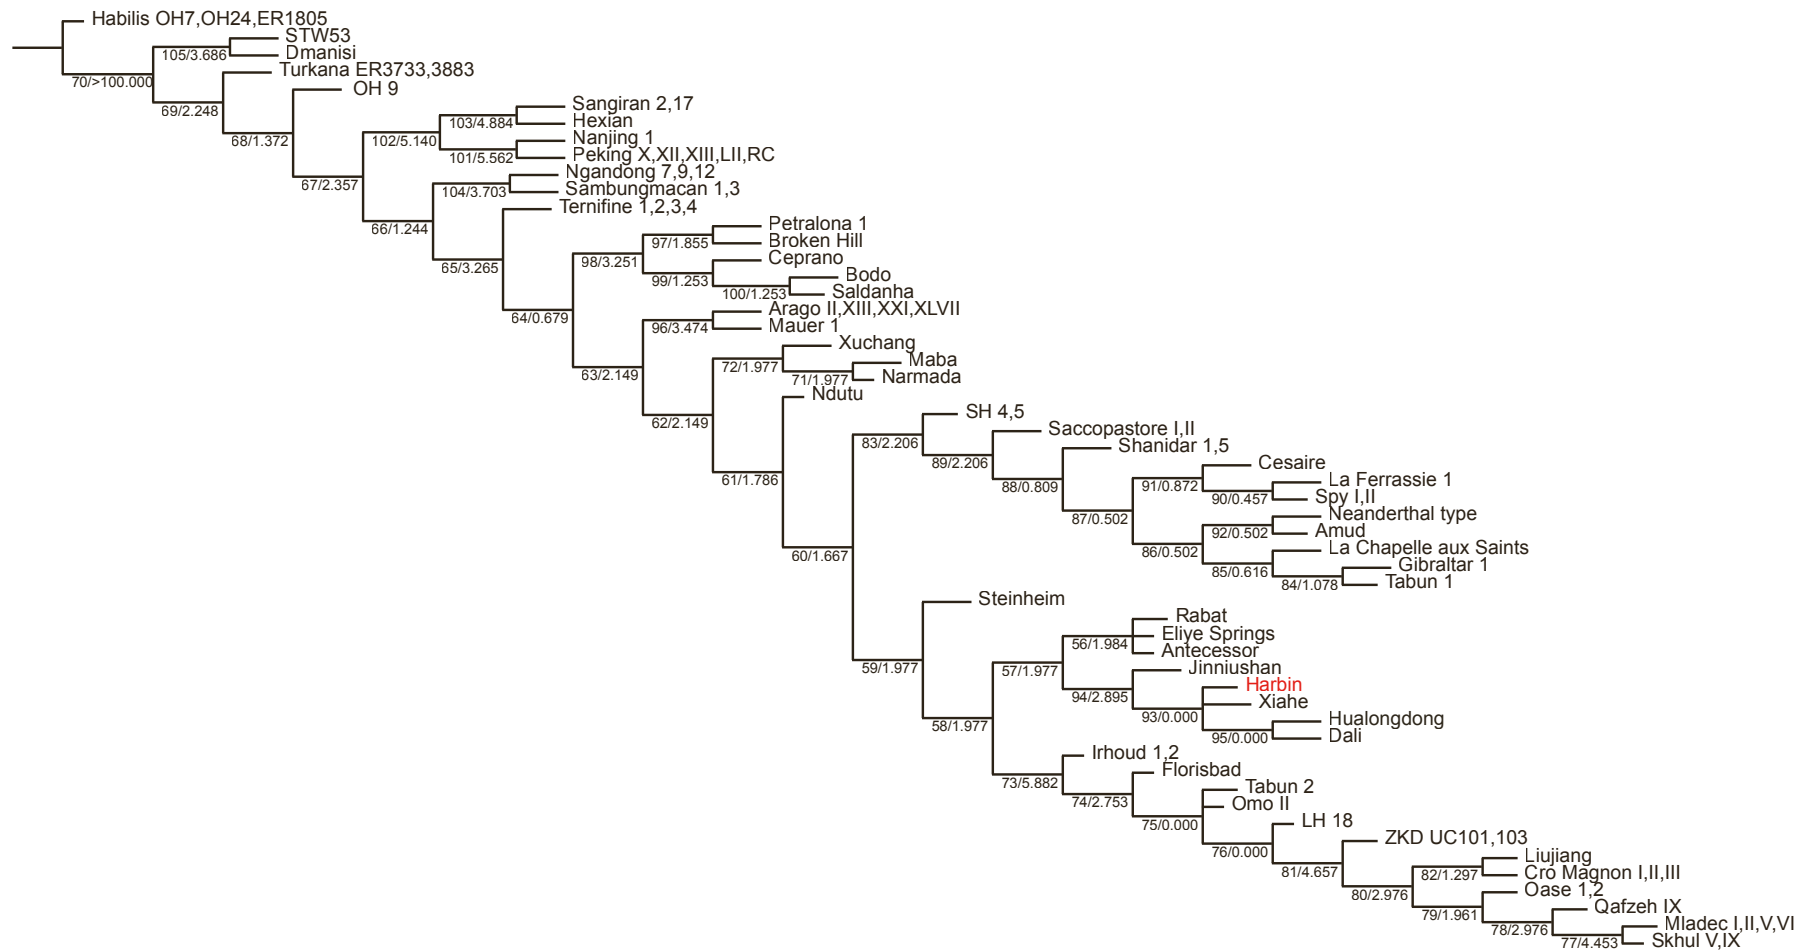 Habilis OH7,OH24,ER1805
STW53
105/3.686
Dmanisi
Turkana ER3733,3883
70/>100.000
OH 9
69/2.248
Sangiran 2,17
103/4.884
Hexian
68/1.372
102/5.140
Nanjing 1
101/5.562
Peking X,XII,XIII,LII,RC
Ngandong 7,9,12
67/2.357
104/3.703
Sambungmacan 1,3
Ternifine 1,2,3,4
66/1.244
Petralona 1
97/1.855
Broken Hill
65/3.265
98/3.251
Ceprano
99/1.253
Bodo
100/1.253
Saldanha
64/0.679
Arago II,XIII,XXI,XLVII
96/3.474
Mauer 1
Xuchang
72/1.977
Maba
63/2.149
71/1.977
Narmada
Ndutu
62/2.149
SH 4,5
83/2.206
Saccopastore I,II
89/2.206
Shanidar 1,5
61/1.786
88/0.809
Cesaire
91/0.872
La Ferrassie 1
90/0.457
Spy I,II
87/0.502
Neanderthal type
92/0.502
Amud
60/1.667
86/0.502
La Chapelle aux Saints
85/0.616
Gibraltar 1
84/1.078
Tabun 1
Steinheim
Rabat
56/1.984
Eliye Springs
Antecessor
59/1.977
57/1.977
Jinniushan
94/2.895
Harbin
93/0.000
Xiahe
58/1.977
Hualongdong
95/0.000
Dali
Irhoud 1,2
73/5.882
Florisbad
74/2.753
Tabun 2
75/0.000
Omo II
LH 18
76/0.000
ZKD UC101,103
81/4.657
Liujiang
82/1.297
Cro Magnon I,II,III
80/2.976
Oase 1,2
79/1.961
Qafzeh IX
78/2.976
Mladec I,II,V,VI
77/4.453
Skhul V,IX